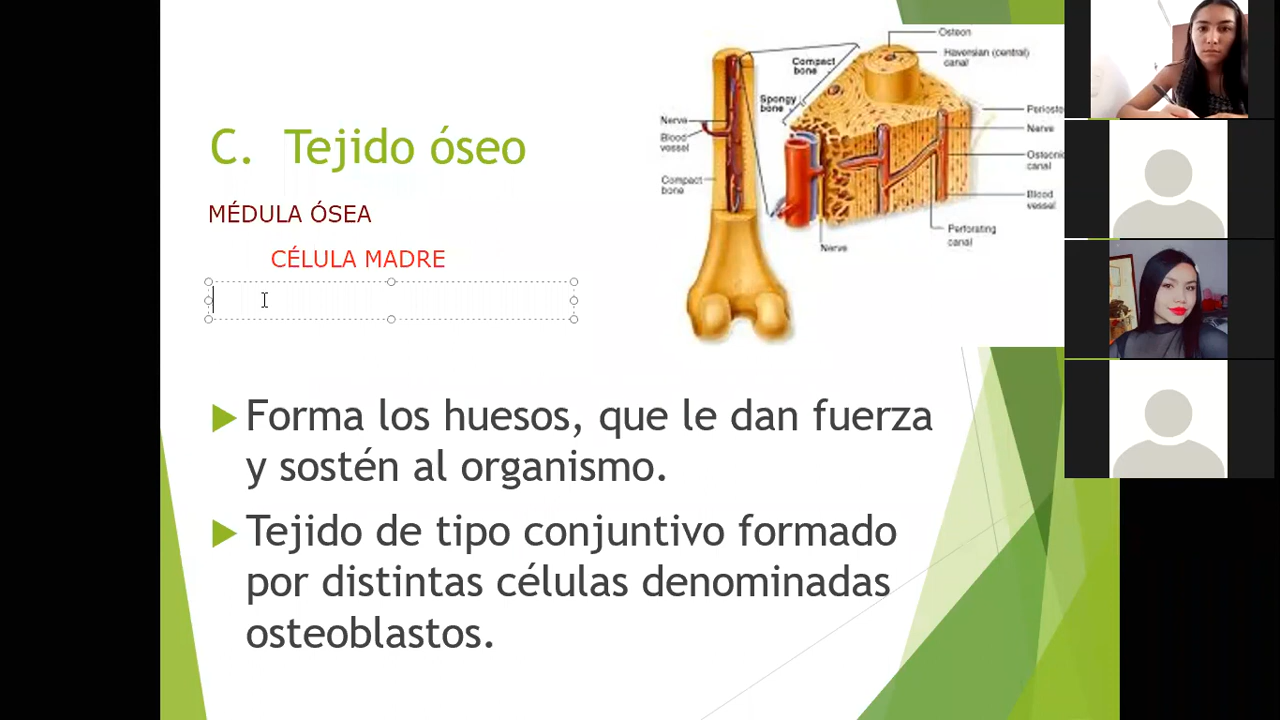 C. Tejido óseo
MÉDULA ÓSEA
CÉLULA MADRE
Forma los huesos, que le dan fuerza
y sostén al organismo.
Tejido de tipo conjuntivo formado
por distintas células denominadas
osteoblastos.
Osteon
Haversian (central)
canal
Compact
bone
Spongy
bone
Nerve
Blood
vessel
Compact
bone
Nerve
Blood
vessel
Perforating
canal
Nerve